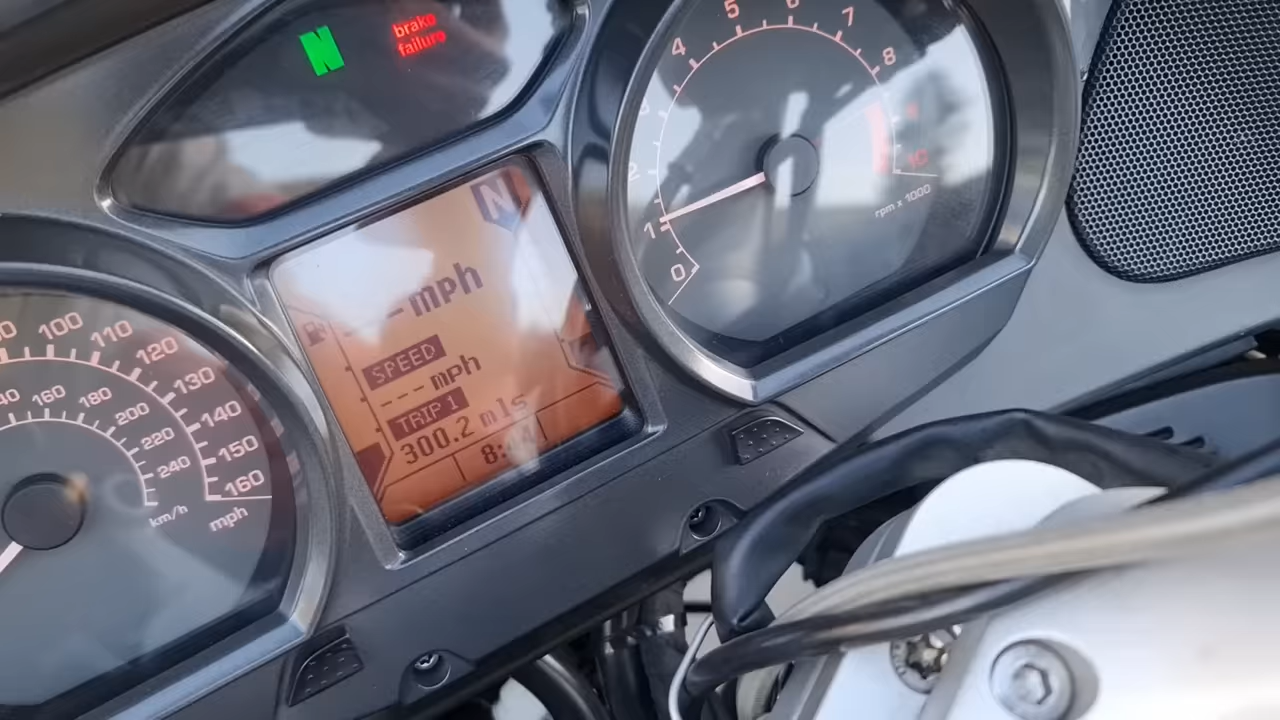 N
brake
failure
N
--mph
SPEED
---mph
TRIP 1
300.2 mls
1
0
2
4
5
6
7
8
10
rpm x 1000
100
110
120
130
140
150
160
mph
160
180
200
220
240
km/h